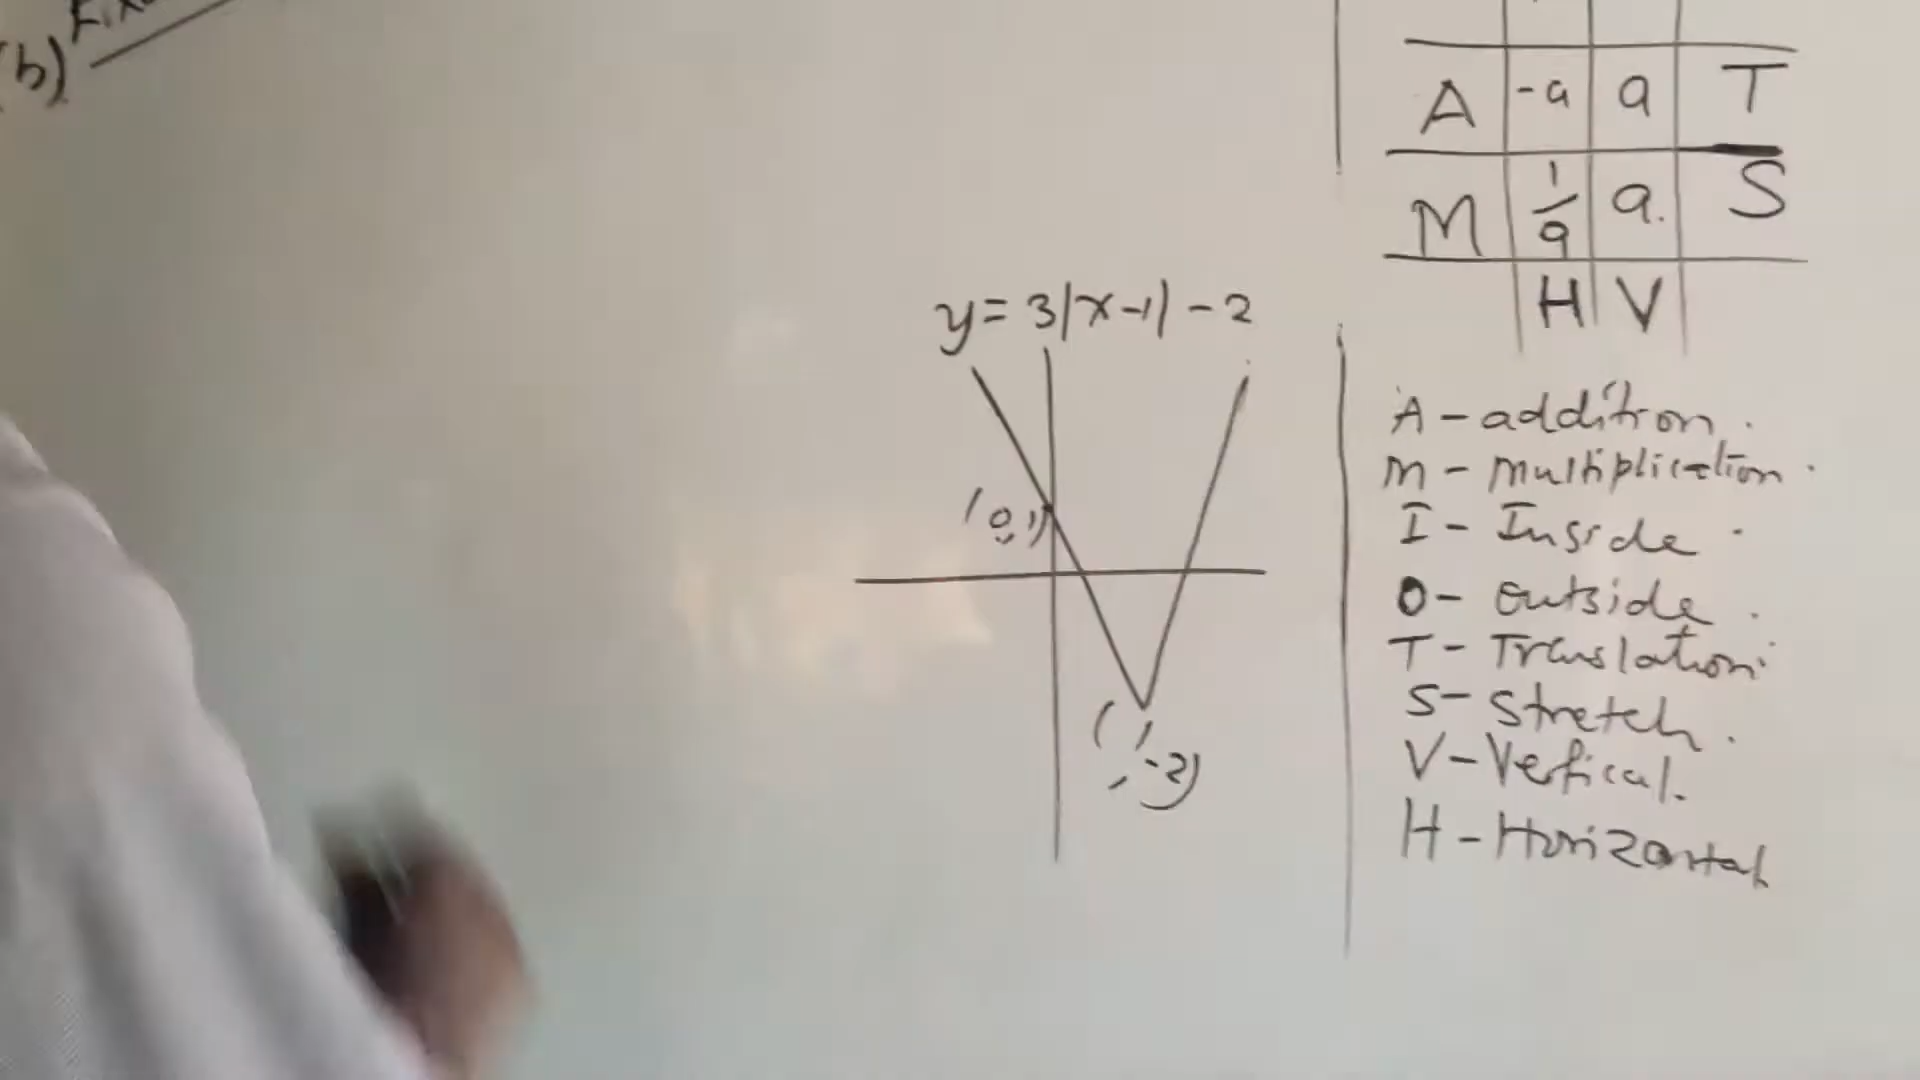 (b)
A -a a T
M 1/a a. S
H V
y = 3|x-1| - 2
(0,1)
(1,-2)
A - addition.
M - Multiplication.
I - Inside.
O - Outside.
T - Translation.
S - Stretch.
V - Vertical.
H - Horizontal